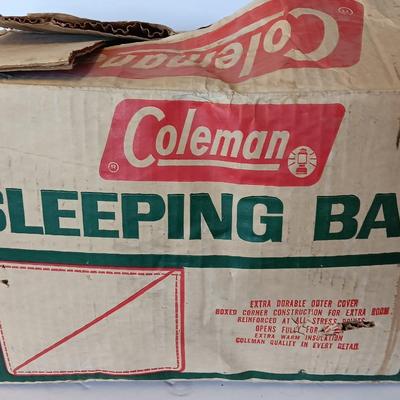 Coleman
Coleman
SLEEPING BA
EXTRA DURABLE OUTER COVER
BOXED CORNER CONSTRUCTION FOR EXTRA ROOM
REINFORCED AT ALL STRESS POINTS
OPENS FULLY FOR
EXTRA WARM INSULATION
COLEMAN QUALITY IN EVERY DETAIL